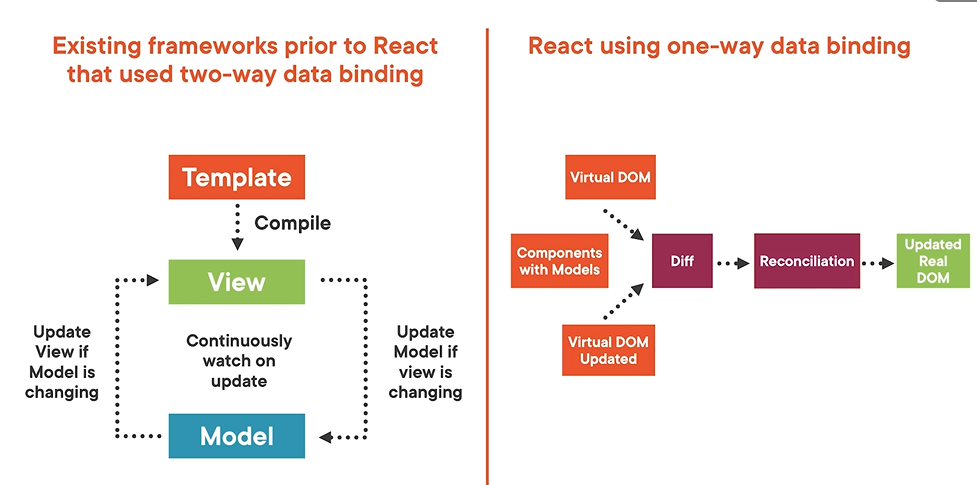 Existing frameworks prior to React
that used two-way data binding
Template
Compile
View
Update
View if
Model is
changing
Continuously
watch on
update
Update
Model if
view is
changing
Model
React using one-way data binding
Virtual DOM
Components
with Models
Diff
Reconciliation
Updated
Real
DOM
Virtual DOM
Updated